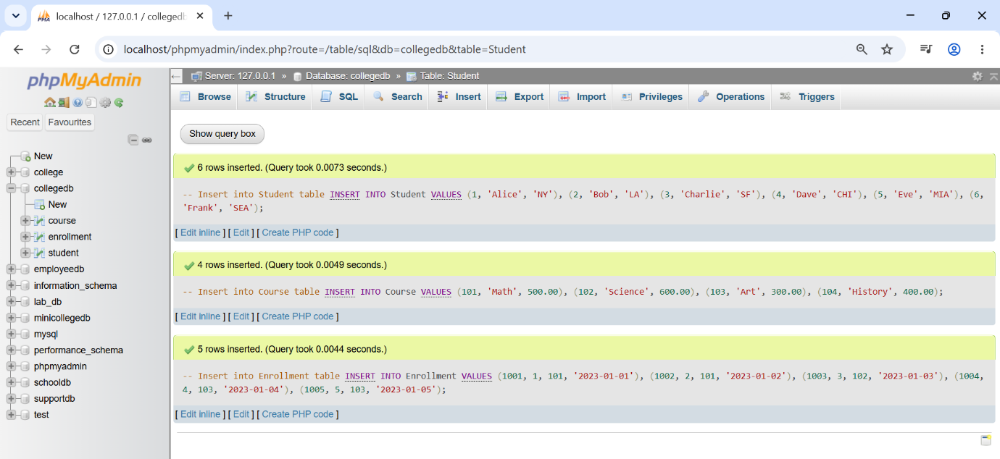 localhost / 127.0.0.1 / collegedb
localhost/phpmyadmin/index.php?route=/table/sql&db=collegedb&table=Student
phpMyAdmin
Recent Favourites
New
college
collegedb
New
course
enrollment
student
employeedb
information_schema
lab_db
minicollegedb
mysql
performance_schema
phpmyadmin
schooldb
supportdb
test
Server: 127.0.0.1 » Database: collegedb » Table: Student
Browse Structure SQL Search Insert Export Import Privileges Operations Triggers
Show query box
6 rows inserted. (Query took 0.0073 seconds.)
-- Insert into Student table INSERT INTO Student VALUES (1, 'Alice', 'NY'), (2, 'Bob', 'LA'), (3, 'Charlie', 'SF'), (4, 'Dave', 'CHI'), (5, 'Eve', 'MIA'), (6,
'Frank', 'SEA');
[ Edit inline ] [ Edit ] [ Create PHP code ]
4 rows inserted. (Query took 0.0049 seconds.)
-- Insert into Course table INSERT INTO Course VALUES (101, 'Math', 500.00), (102, 'Science', 600.00), (103, 'Art', 300.00), (104, 'History', 400.00);
[ Edit inline ] [ Edit ] [ Create PHP code ]
5 rows inserted. (Query took 0.0044 seconds.)
-- Insert into Enrollment table INSERT INTO Enrollment VALUES (1001, 1, 101, '2023-01-01'), (1002, 2, 101, '2023-01-02'), (1003, 3, 102, '2023-01-03'), (1004,
4, 103, '2023-01-04'), (1005, 5, 103, '2023-01-05');
[ Edit inline ] [ Edit ] [ Create PHP code ]